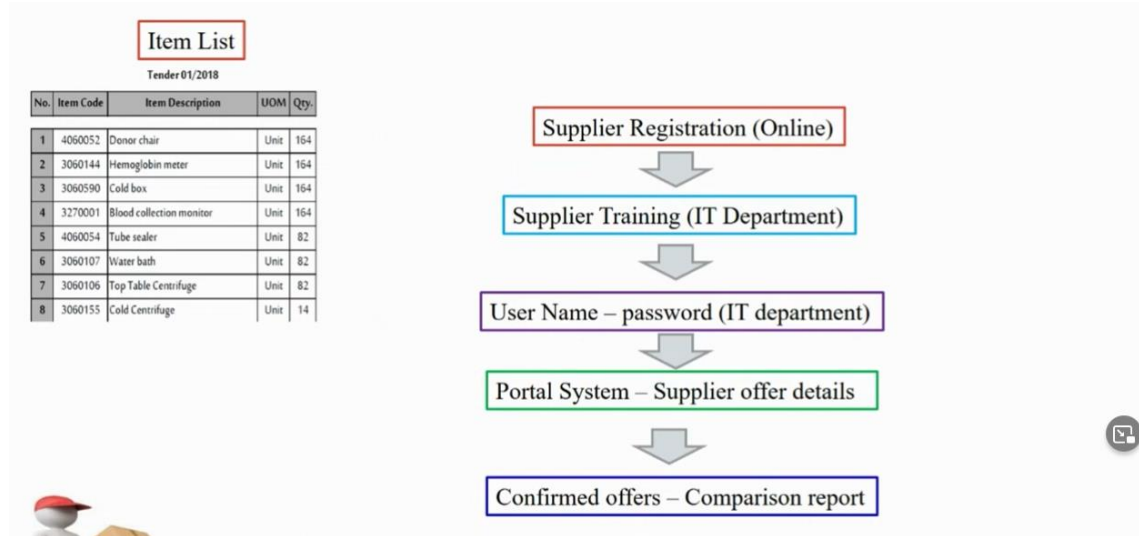 Item List
Tender 01/2018
No. Item Code Item Description UOM Qty.
1 4060052 Donor chair Unit 164
2 3060144 Hemoglobin meter Unit 164
3 3060590 Cold box Unit 164
4 3270001 Blood collection monitor Unit 164
5 4060054 Tube sealer Unit 82
6 3060107 Water bath Unit 82
7 3060106 Top Table Centrifuge Unit 82
8 3060155 Cold Centrifuge Unit 14
Supplier Registration (Online)
Supplier Training (IT Department)
User Name – password (IT department)
Portal System – Supplier offer details
Confirmed offers – Comparison report